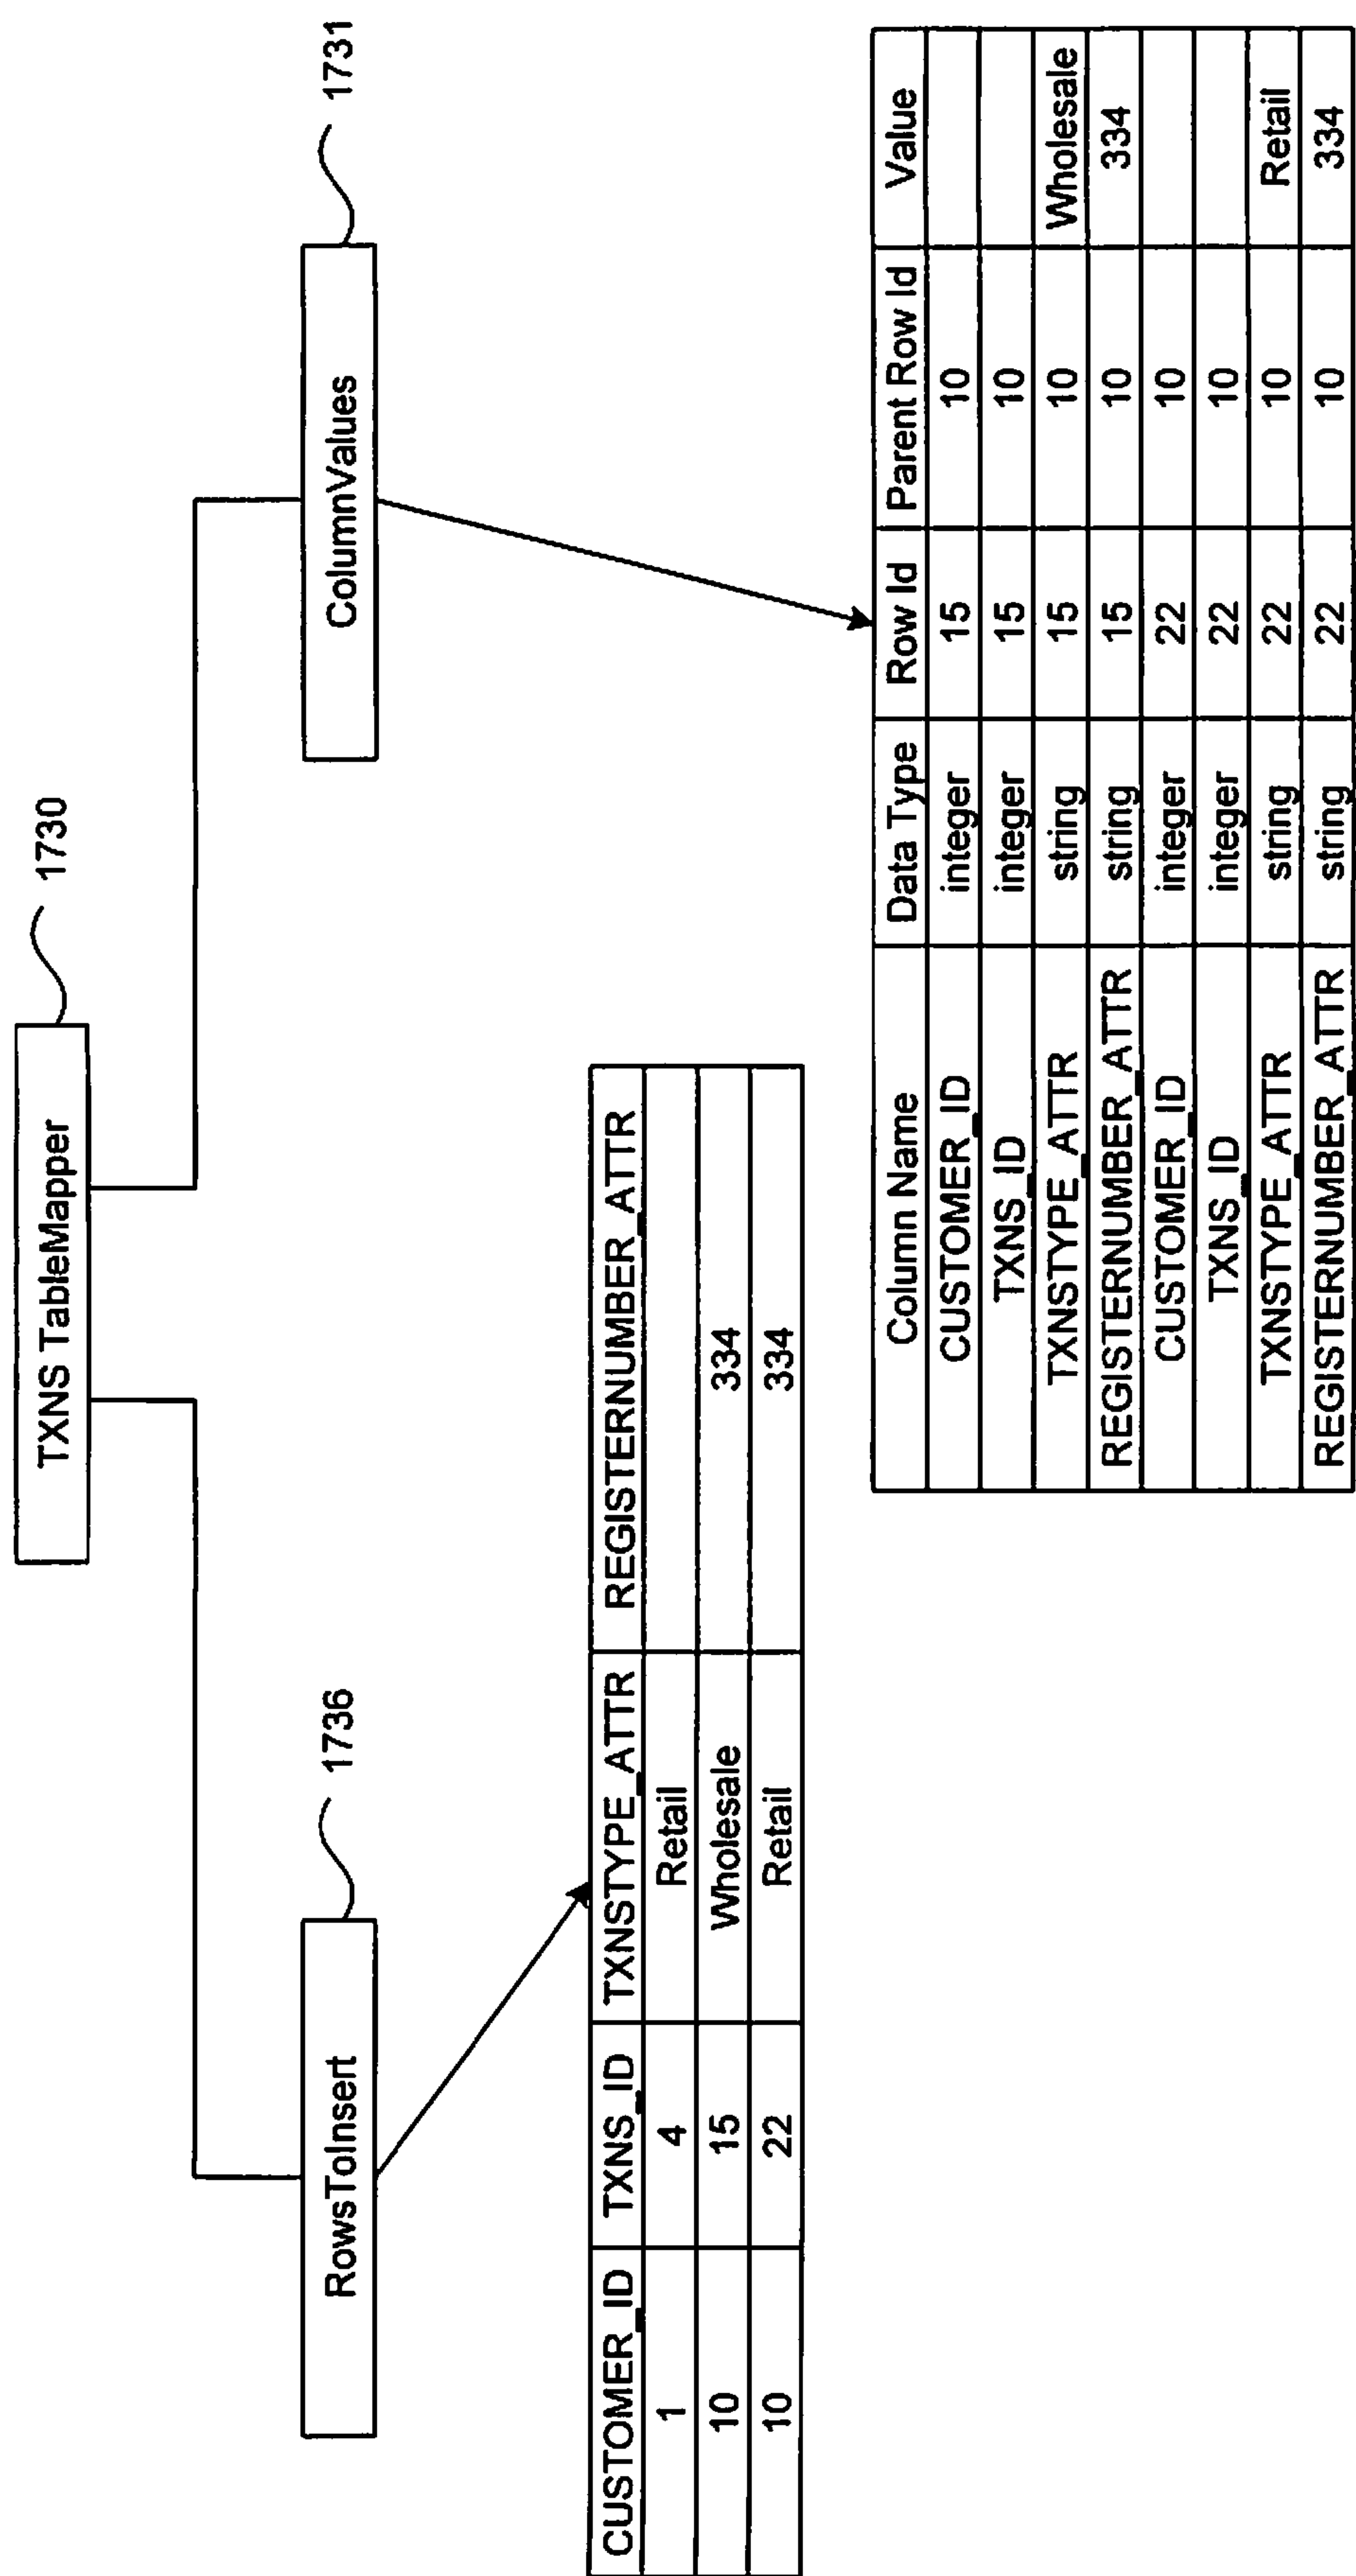 TXNS TableMapper
1730
RowsToInsert
1736
ColumnValues
1731
CUSTOMER_ID TXNS_ID TXNSTYPE_ATTR REGISTERNUMBER_ATTR
1 4 Retail
10 15 Wholesale 334
10 22 Retail 334
Column Name Data Type Row Id Parent Row Id Value
CUSTOMER_ID integer 15 10
TXNS_ID integer 15 10
TXNSTYPE_ATTR string 15 10 Wholesale
REGISTERNUMBER_ATTR string 15 10 334
CUSTOMER_ID integer 22 10
TXNS_ID integer 22 10
TXNSTYPE_ATTR string 22 10 Retail
REGISTERNUMBER_ATTR string 22 10 334